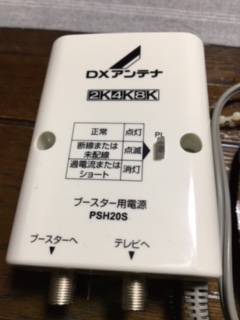 DXアンテナ
2K4K8K
正常 点灯
断線または
未配線 点滅
過電流または
ショート 消灯
PL
ブースター用電源
PSH20S
ブースターへ テレビへ